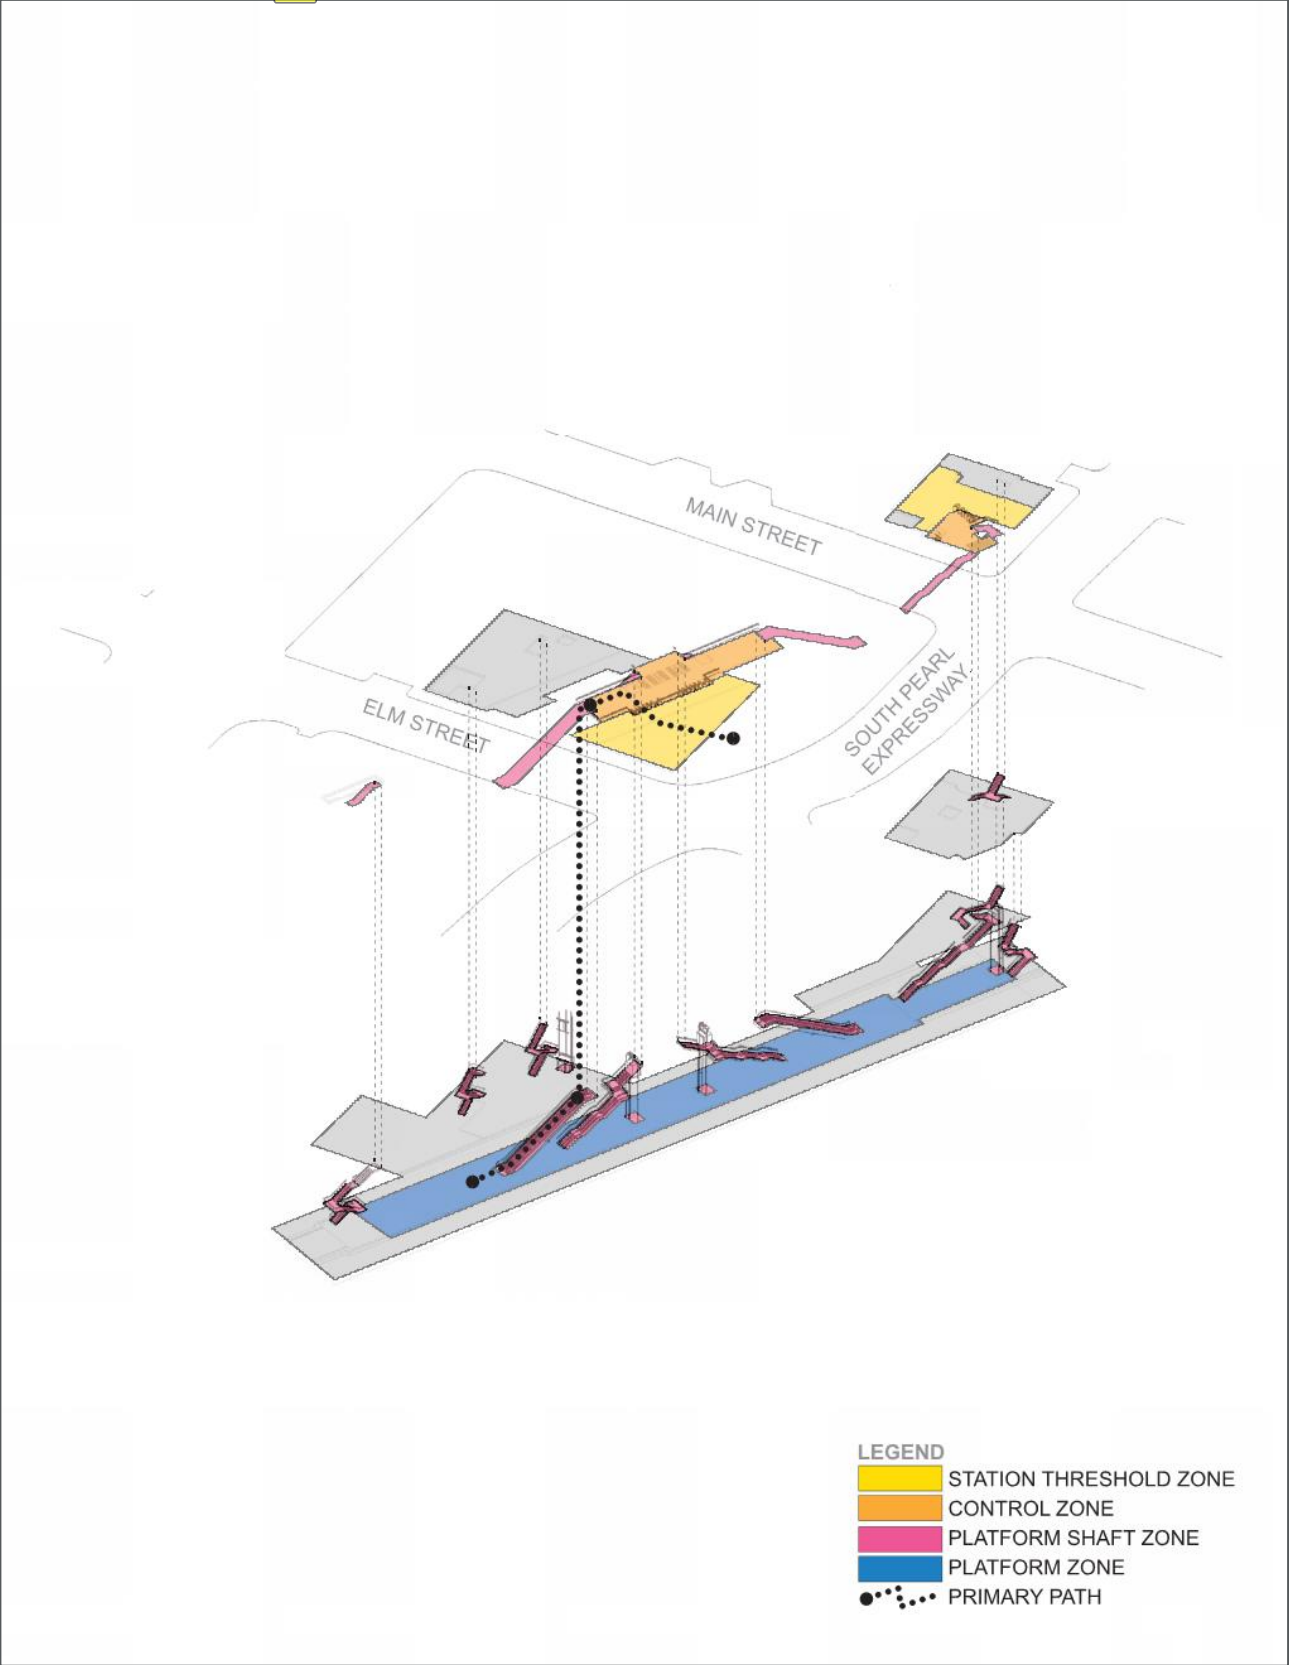 MAIN STREET
ELM STREET
SOUTH PEARL
EXPRESSWAY
LEGEND
STATION THRESHOLD ZONE
CONTROL ZONE
PLATFORM SHAFT ZONE
PLATFORM ZONE
PRIMARY PATH